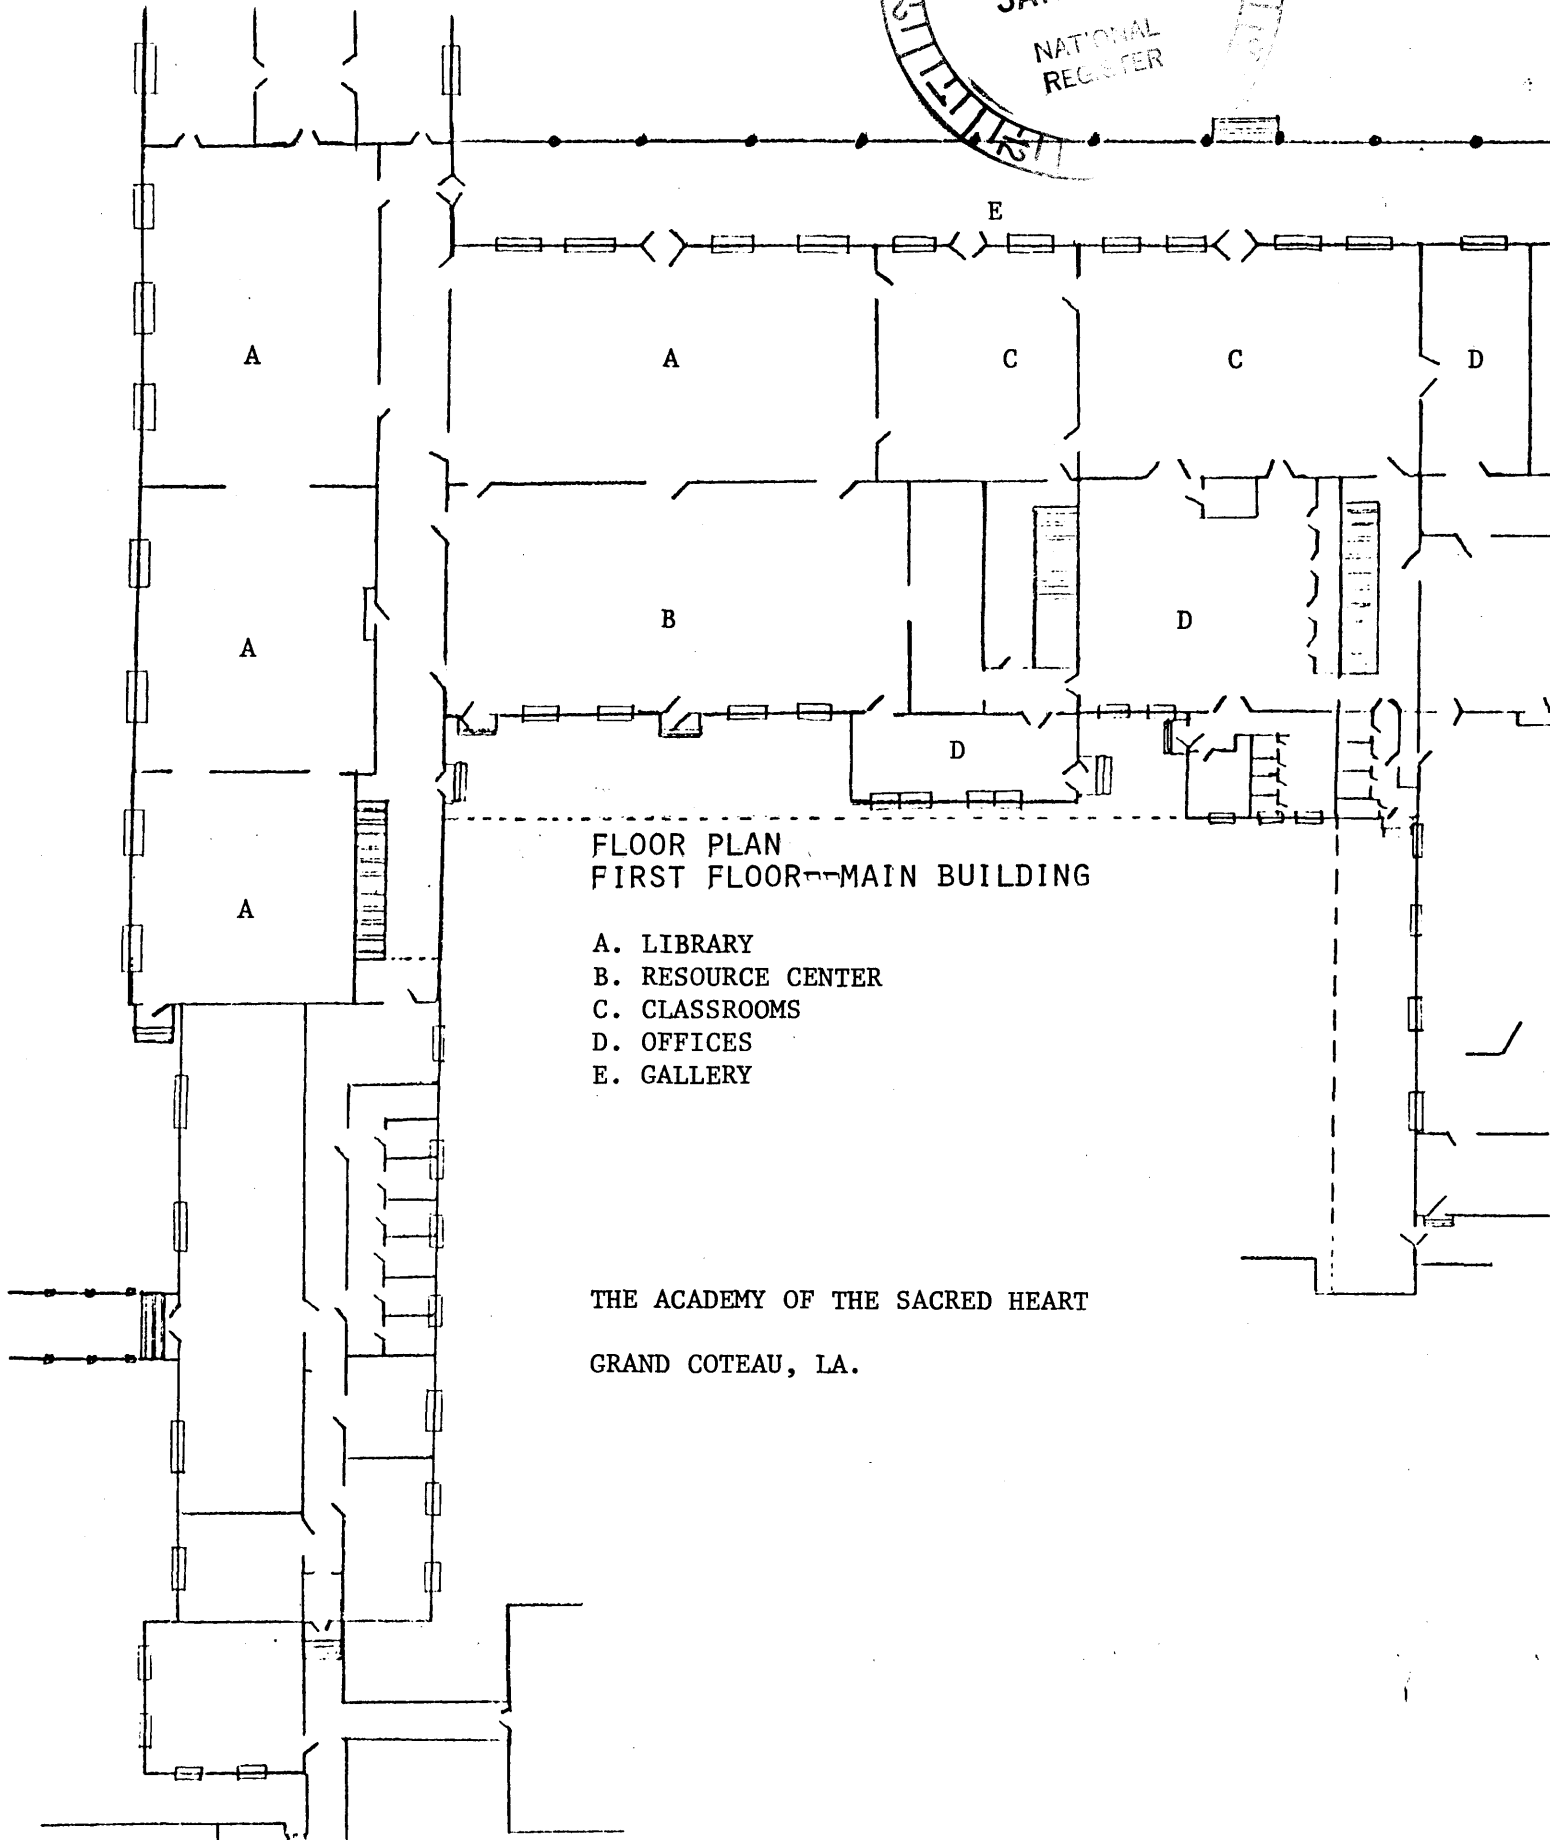 NATIONAL
REGISTER
E
A
A
C
C
D
B
D
A
D
FLOOR PLAN
FIRST FLOOR--MAIN BUILDING
A
A. LIBRARY
B. RESOURCE CENTER
C. CLASSROOMS
D. OFFICES
E. GALLERY
THE ACADEMY OF THE SACRED HEART
GRAND COTEAU, LA.